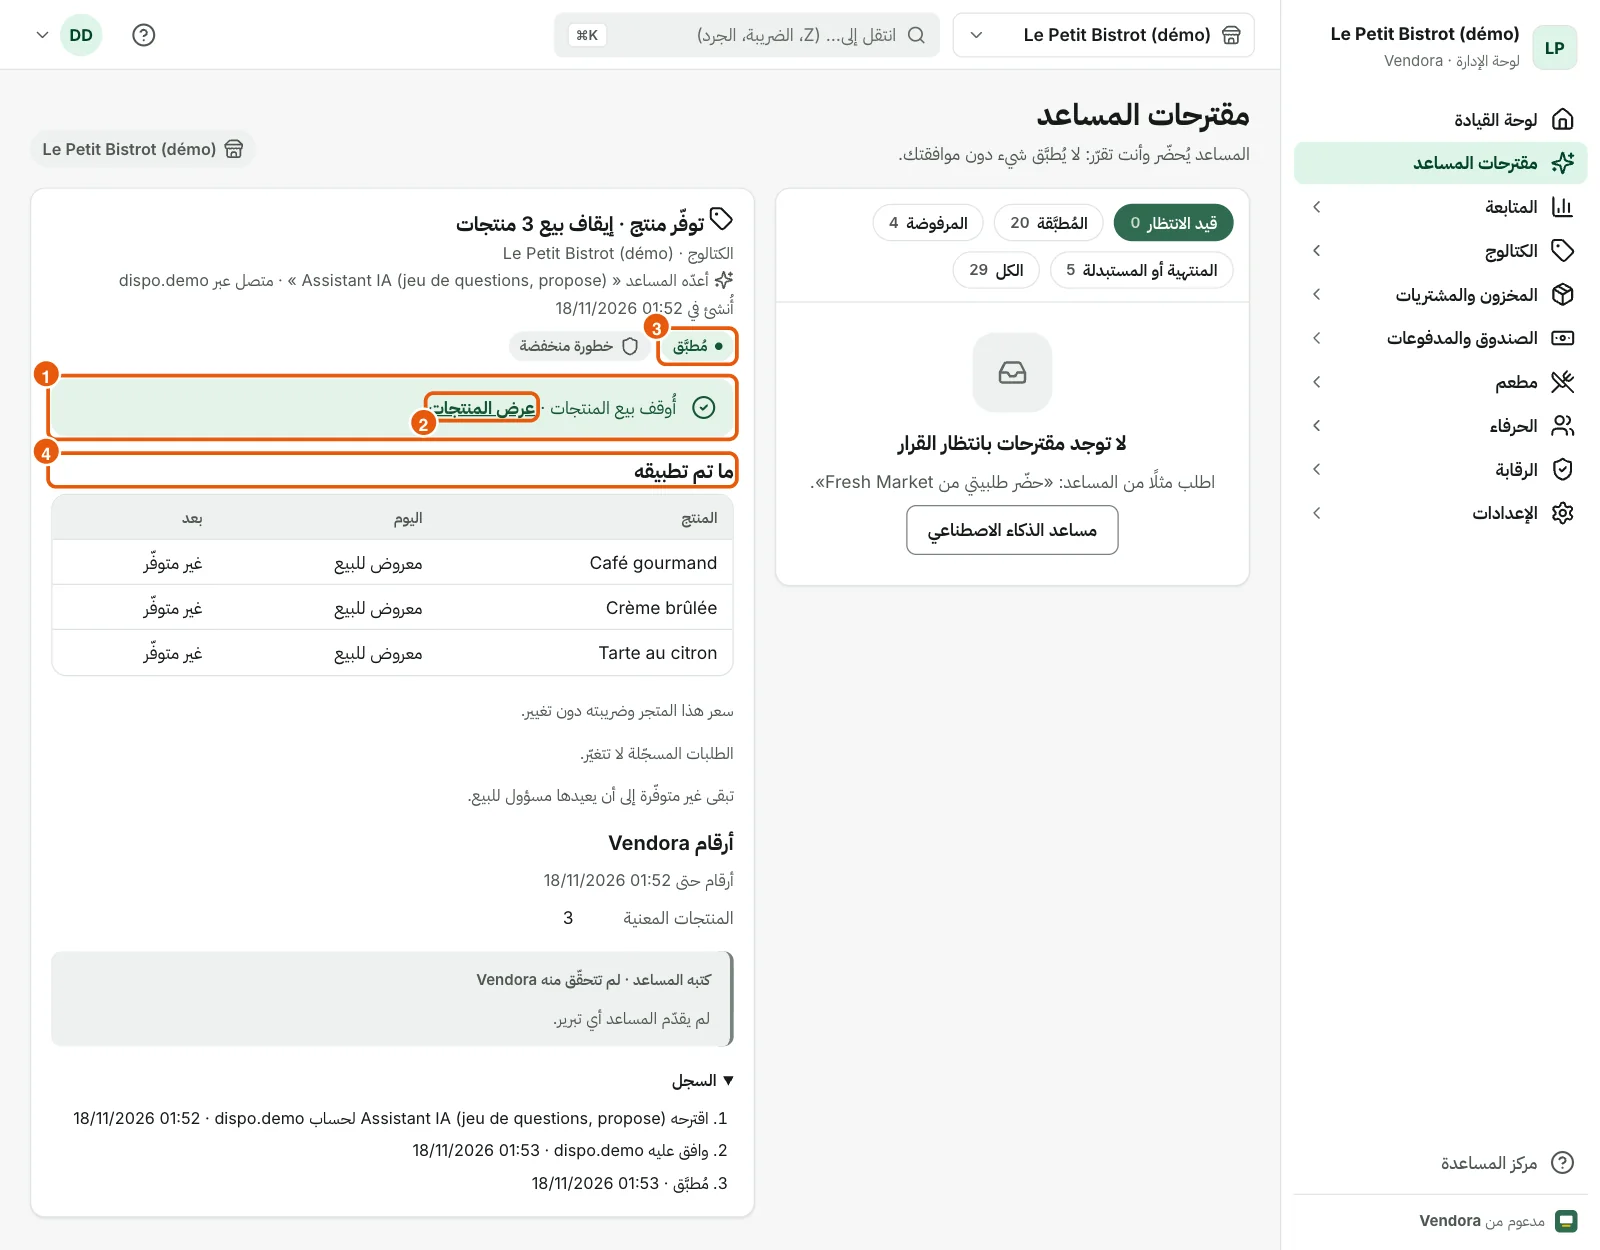 LP
Le Petit Bistrot (démo)
لوحة الإدارة · Vendora
لوحة القيادة
مقترحات المساعد
المتابعة
الكتالوج
المخزون والمشتريات
الصندوق والمدفوعات
مطعم
الحرفاء
الرقابة
الإعدادات
مركز المساعدة
مدعوم من Vendora
Le Petit Bistrot (démo)
انتقل إلى... (Z، الضريبة، الجرد)
⌘K
DD
مقترحات المساعد
المساعد يُحضّر وأنت تقرّر: لا يُطبَّق شيء دون موافقتك.
Le Petit Bistrot (démo)
قيد الانتظار 0
المُطبَّقة 20
المرفوضة 4
المنتهية أو المستبدلة 5
الكل 29
لا توجد مقترحات بانتظار القرار
اطلب مثلًا من المساعد: «حضّر طلبيتي من Fresh Market».
مساعد الذكاء الاصطناعي
توفّر منتج · إيقاف بيع 3 منتجات
الكتالوج · Le Petit Bistrot (démo)
أعدّه المساعد « Assistant IA (jeu de questions, propose) » · متصل عبر dispo.demo
أُنشئ في 18/11/2026 01:52
3
مُطبَّق
خطورة منخفضة
1
أُوقف بيع المنتجات · عرض المنتجات
2
4
ما تم تطبيقه
المنتج اليوم بعد
Café gourmand معروض للبيع غير متوفّر
Crème brûlée معروض للبيع غير متوفّر
Tarte au citron معروض للبيع غير متوفّر
سعر هذا المتجر وضريبته دون تغيير.
الطلبات المسجّلة لا تتغيّر.
تبقى غير متوفّرة إلى أن يعيدها مسؤول للبيع.
أرقام Vendora
أرقام حتى 18/11/2026 01:52
المنتجات المعنية 3
كتبه المساعد · لم تتحقّق منه Vendora
لم يقدّم المساعد أي تبرير.
السجل
1. اقترحه Assistant IA (jeu de questions, propose) لحساب dispo.demo · 18/11/2026 01:52
2. وافق عليه dispo.demo · 18/11/2026 01:53
3. مُطبَّق · 18/11/2026 01:53